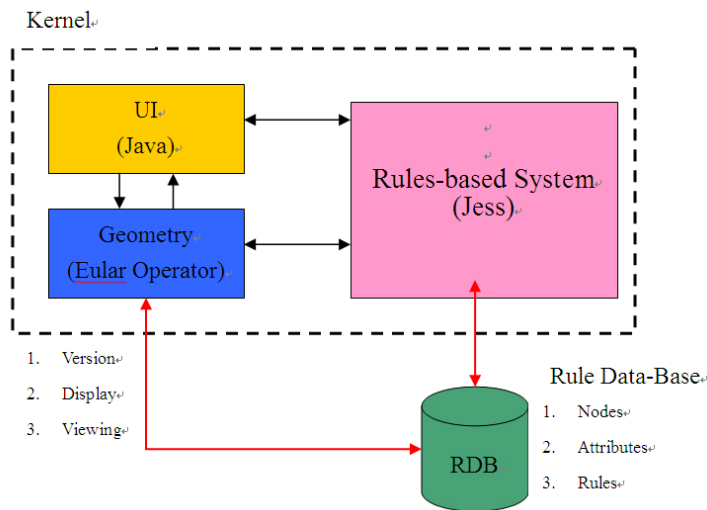 Kernel
UI
(Java)
Rules-based System
(Jess)
Geometry
(Eular Operator)
1. Version
2. Display
3. Viewing
Rule Data-Base
1. Nodes
2. Attributes
3. Rules
RDB